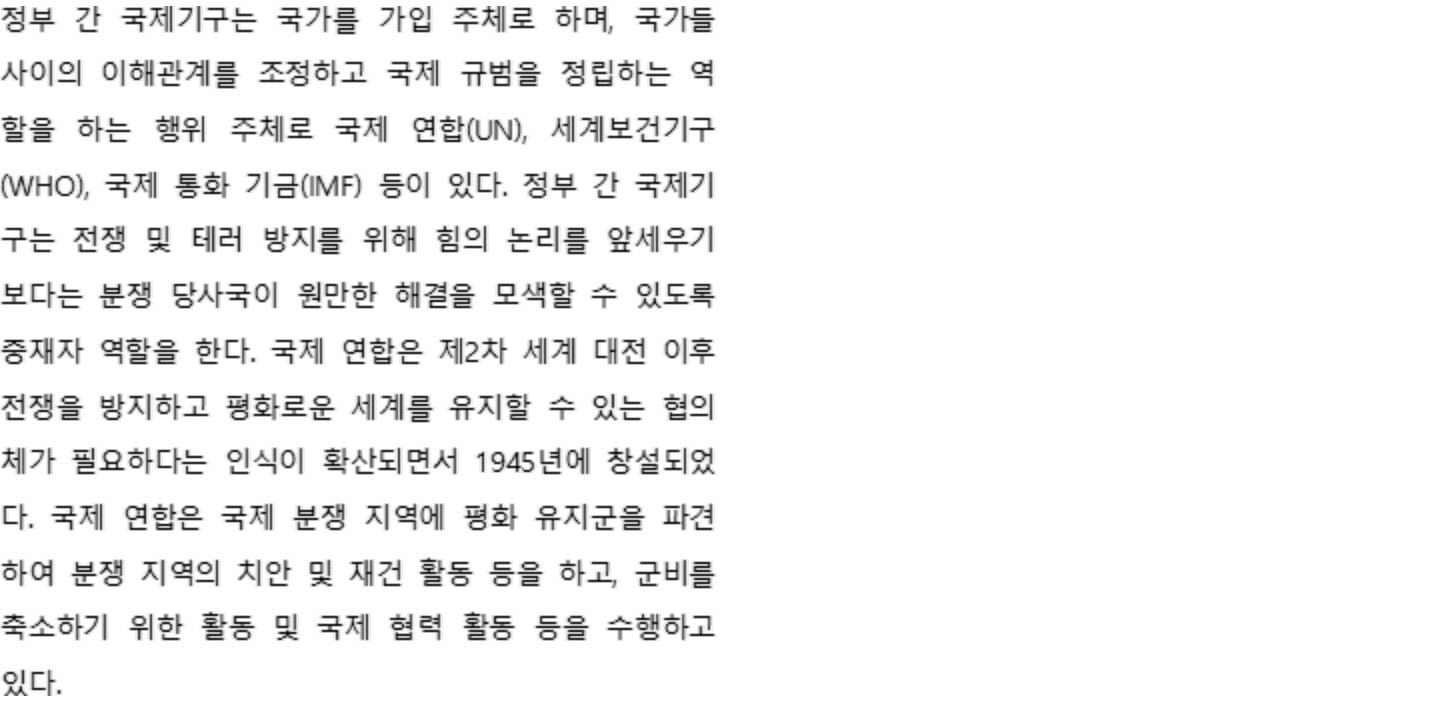 정부 간 국제기구는 국가를 가입 주체로 하며, 국가들
사이의 이해관계를 조정하고 국제 규범을 정립하는 역
할을 하는 행위 주체로 국제 연합(UN), 세계보건기구
(WHO), 국제 통화 기금(IMF) 등이 있다. 정부 간 국제기
구는 전쟁 및 테러 방지를 위해 힘의 논리를 앞세우기
보다는 분쟁 당사국이 원만한 해결을 모색할 수 있도록
중재자 역할을 한다. 국제 연합은 제2차 세계 대전 이후
전쟁을 방지하고 평화로운 세계를 유지할 수 있는 협의
체가 필요하다는 인식이 확산되면서 1945년에 창설되었
다. 국제 연합은 국제 분쟁 지역에 평화 유지군을 파견
하여 분쟁 지역의 치안 및 재건 활동 등을 하고, 군비를
축소하기 위한 활동 및 국제 협력 활동 등을 수행하고
있다.